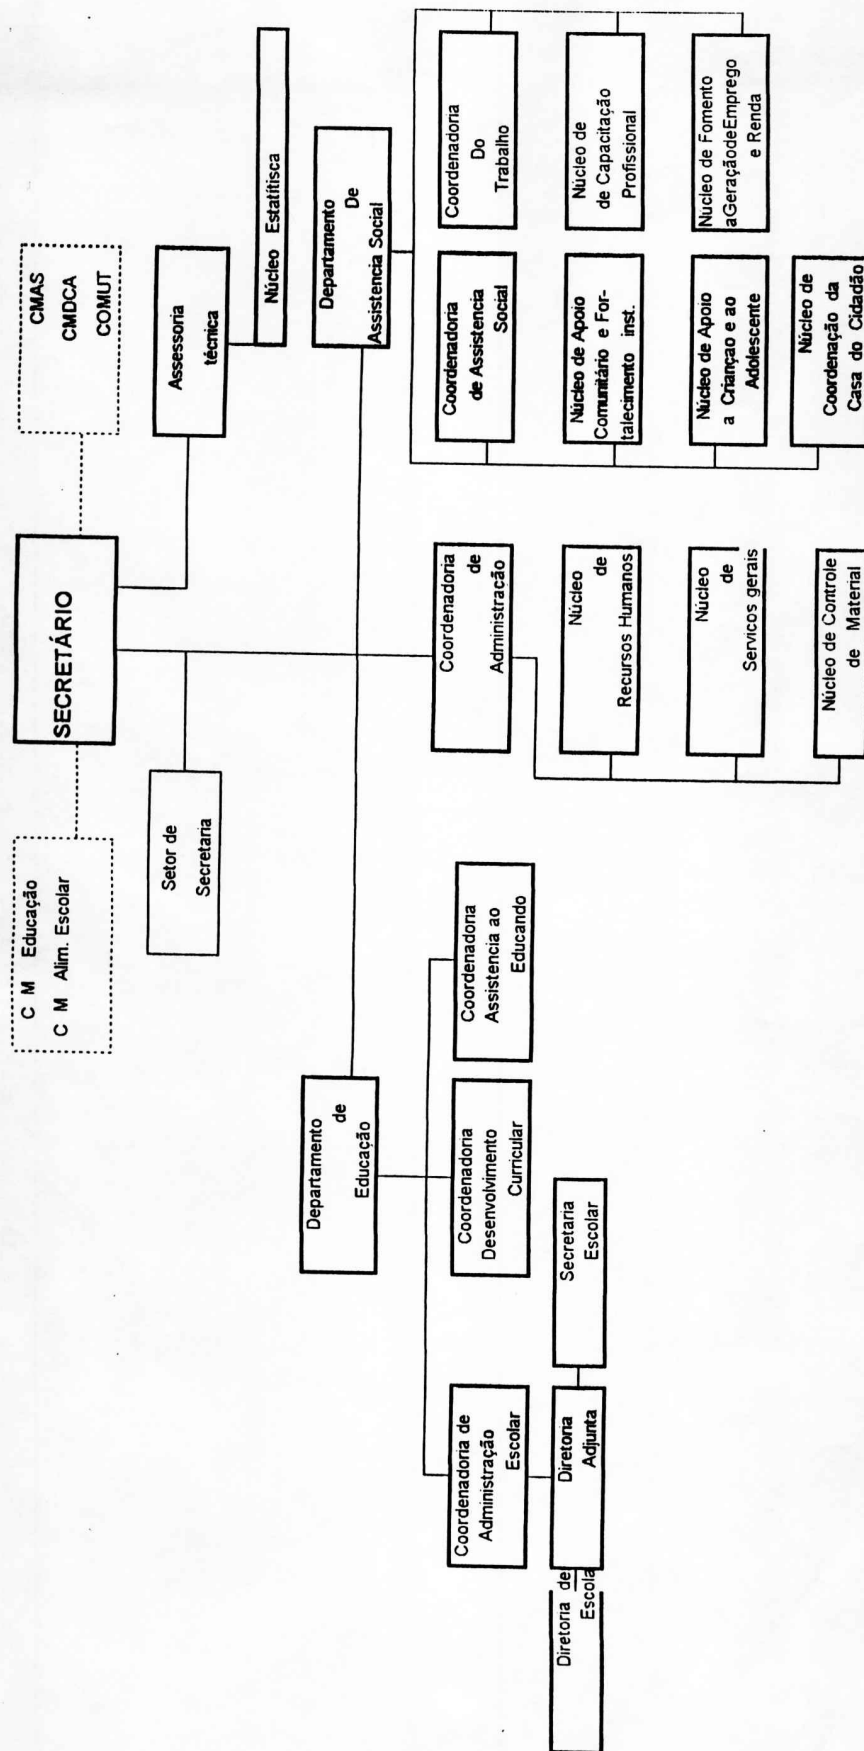 C M Educação
C M Alim. Escolar
SECRETÁRIO
CMAS
CMDCA
COMUT
Setor de
Secretaria
Assessoria
técnica
Núcleo Estatítisca
Departamento
de
Educação
Departamento
De
Assistencia Social
Coordenadoria de
Administração
Escolar
Coordenadoria
Desenvolvimento
Curricular
Coordenadoria
Assistencia ao
Educando
Coordenadoria
de
Administração
Coordenadoria
de Assistencia
Social
Coordenadoria
Do
Trabalho
Diretoria de
Escola
Diretoria
Adjunta
Secretaria
Escolar
Núcleo
de
Recursos Humanos
Núcleo de Apoio
Comunitário e For-
talecimento inst.
Núcleo de
de Capacitação
Profissional
Núcleo
de
Servicos gerais
Núcleo de Apoio
a Criançao e ao
Adolescente
Nucleo de Fomento
aGeraçãodeEmprego
e Renda
Núcleo de Controle
de Material
Núcleo de
Coordenação da
Casa do Cidadão